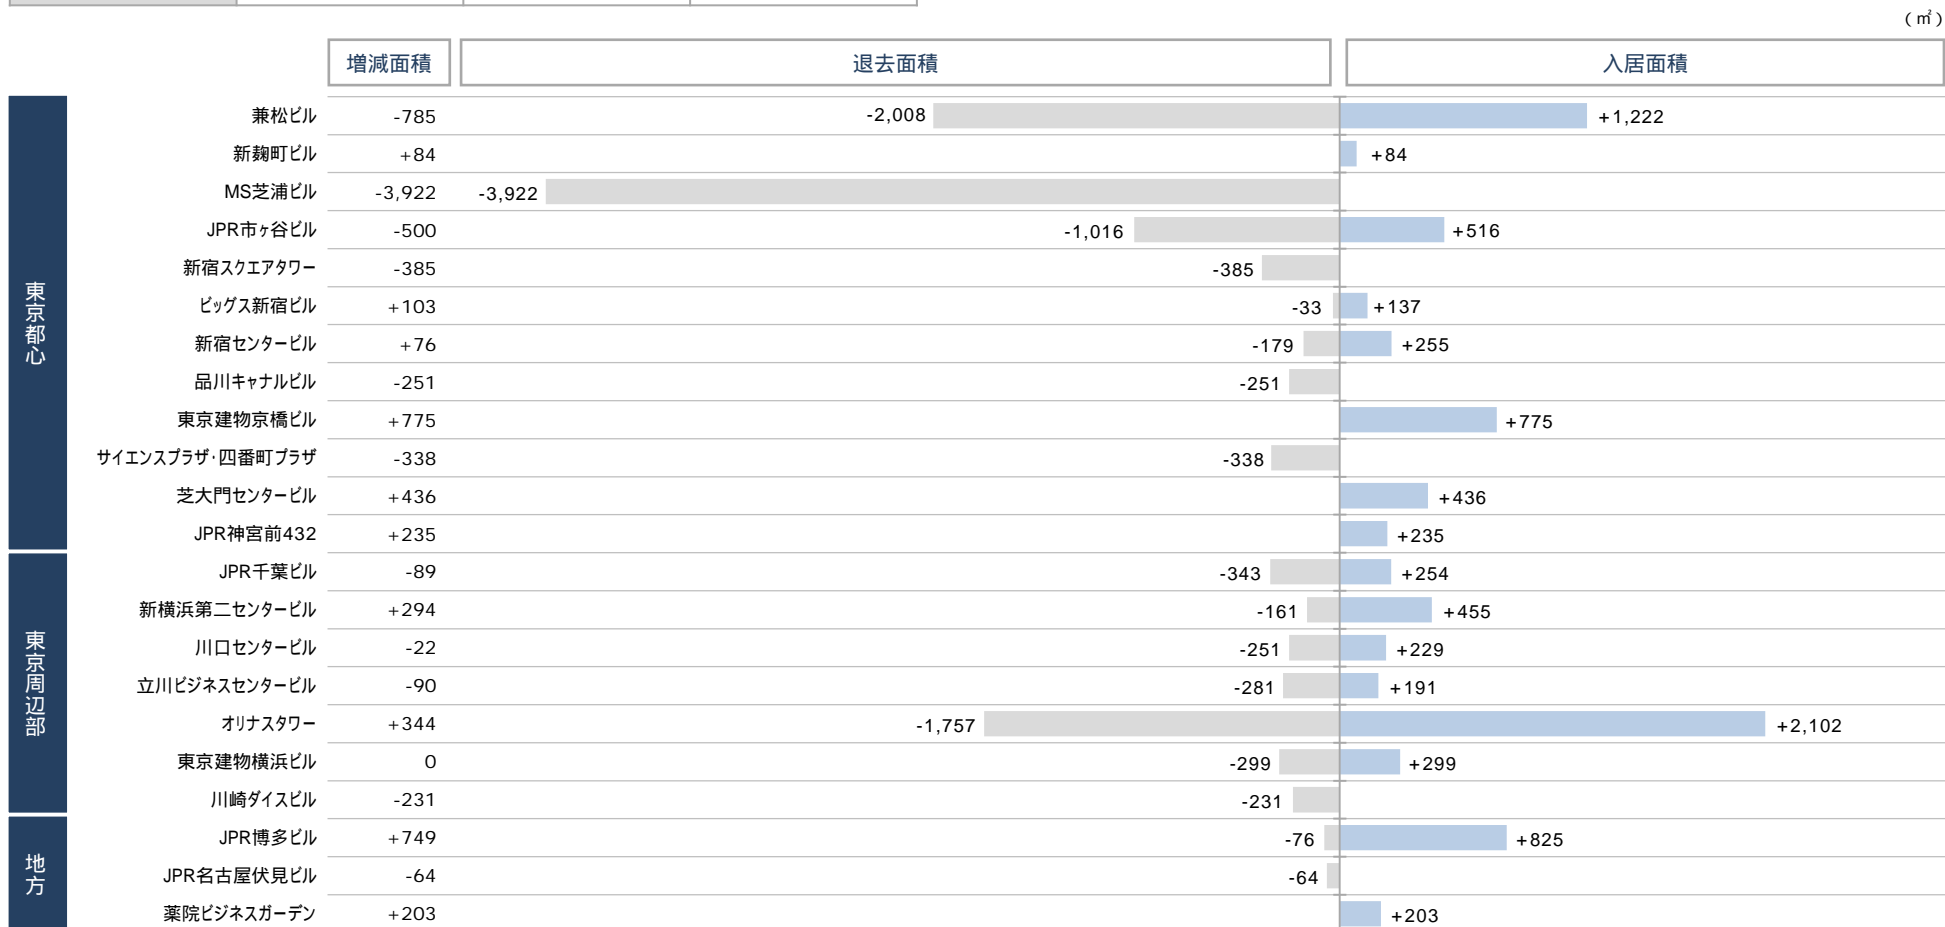 (㎡)
増減面積 退去面積 入居面積
東京都心
兼松ビル -785 -2,008 +1,222
新麹町ビル +84 +84
MS芝浦ビル -3,922 -3,922
JPR市ヶ谷ビル -500 -1,016 +516
新宿スクエアタワー -385 -385
ビッグス新宿ビル +103 -33 +137
新宿センタービル +76 -179 +255
品川キャナルビル -251 -251
東京建物京橋ビル +775 +775
サイエンスプラザ・四番町プラザ -338 -338
芝大門センタービル +436 +436
JPR神宮前432 +235 +235
東京周辺部
JPR千葉ビル -89 -343 +254
新横浜第二センタービル +294 -161 +455
川口センタービル -22 -251 +229
立川ビジネスセンタービル -90 -281 +191
オリナスタワー +344 -1,757 +2,102
東京建物横浜ビル 0 -299 +299
川崎ダイスビル -231 -231
地方
JPR博多ビル +749 -76 +825
JPR名古屋伏見ビル -64 -64
薬院ビジネスガーデン +203 +203